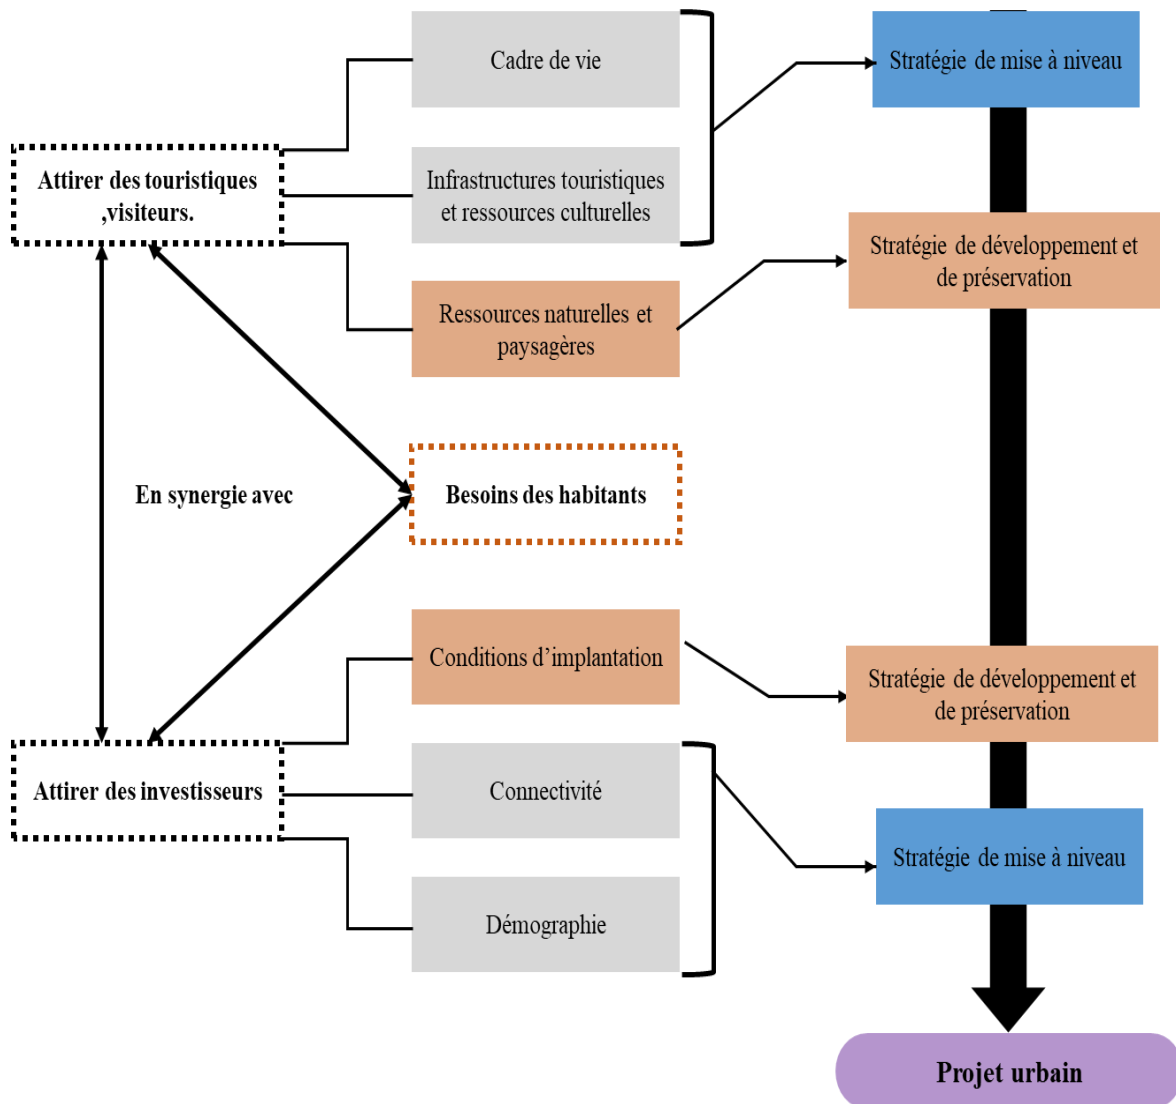 Cadre de vie
Stratégie de mise à niveau
Attirer des touristiques
,visiteurs.
Infrastructures touristiques
et ressources culturelles
Stratégie de développement et
de préservation
Ressources naturelles et
paysagères
En synergie avec
Besoins des habitants
Conditions d’implantation
Stratégie de développement et
de préservation
Attirer des investisseurs
Connectivité
Stratégie de mise à niveau
Démographie
Projet urbain